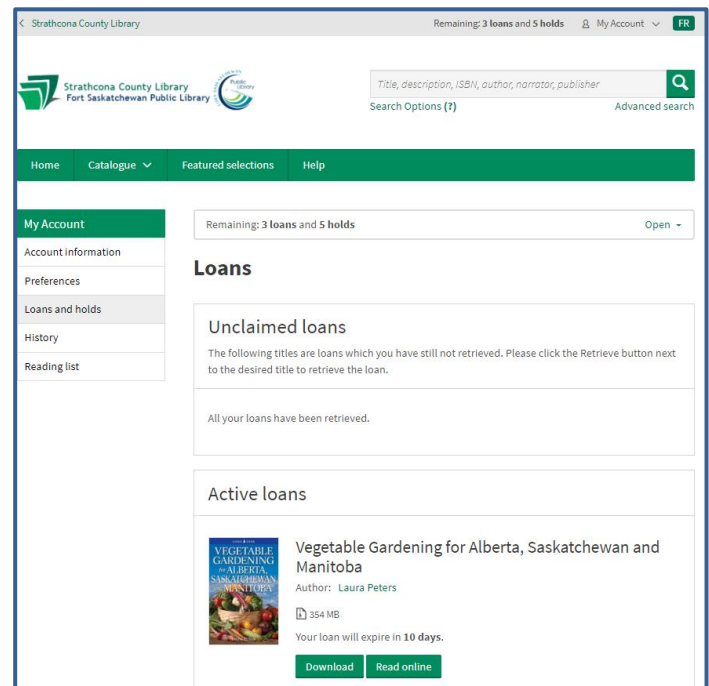 < Strathcona County Library
Remaining: 3 loans and 5 holds
My Account
FR
Strathcona County Library
Fort Saskatchewan Public Library
Public
Library
Title, description, ISBN, author, narrator, publisher
Search Options (?)
Advanced search
Home
Catalogue
Featured selections
Help
My Account
Account information
Preferences
Loans and holds
History
Reading list
Remaining: 3 loans and 5 holds
Open
Loans
Unclaimed loans
The following titles are loans which you have still not retrieved. Please click the Retrieve button next
to the desired title to retrieve the loan.
All your loans have been retrieved.
Active loans
VEGETABLE
GARDENING
for ALBERTA,
SASKATCHEWAN
and MANITOBA
Vegetable Gardening for Alberta, Saskatchewan and
Manitoba
Author: Laura Peters
354 MB
Your loan will expire in 10 days.
Download
Read online